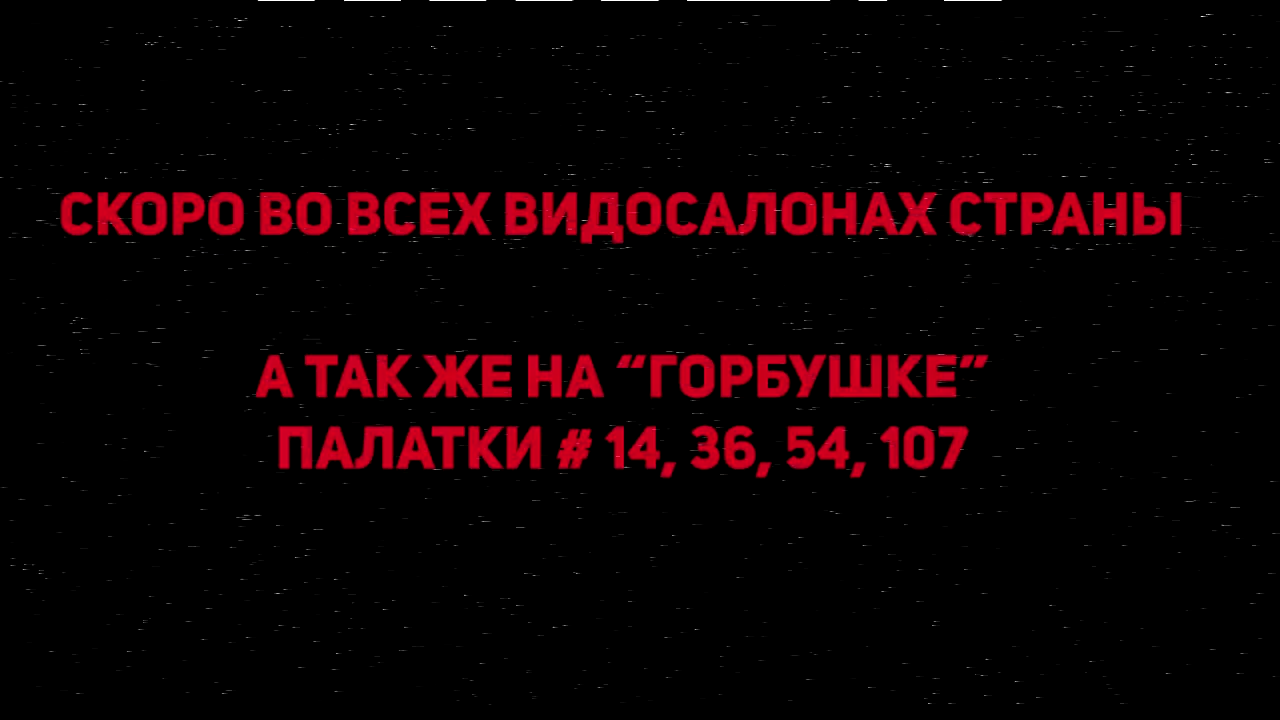 СКОРО ВО ВСЕХ ВИДОСАЛОНАХ СТРАНЫ
А ТАК ЖЕ НА “ГОРБУШКЕ”
ПАЛАТКИ # 14, 36, 54, 107